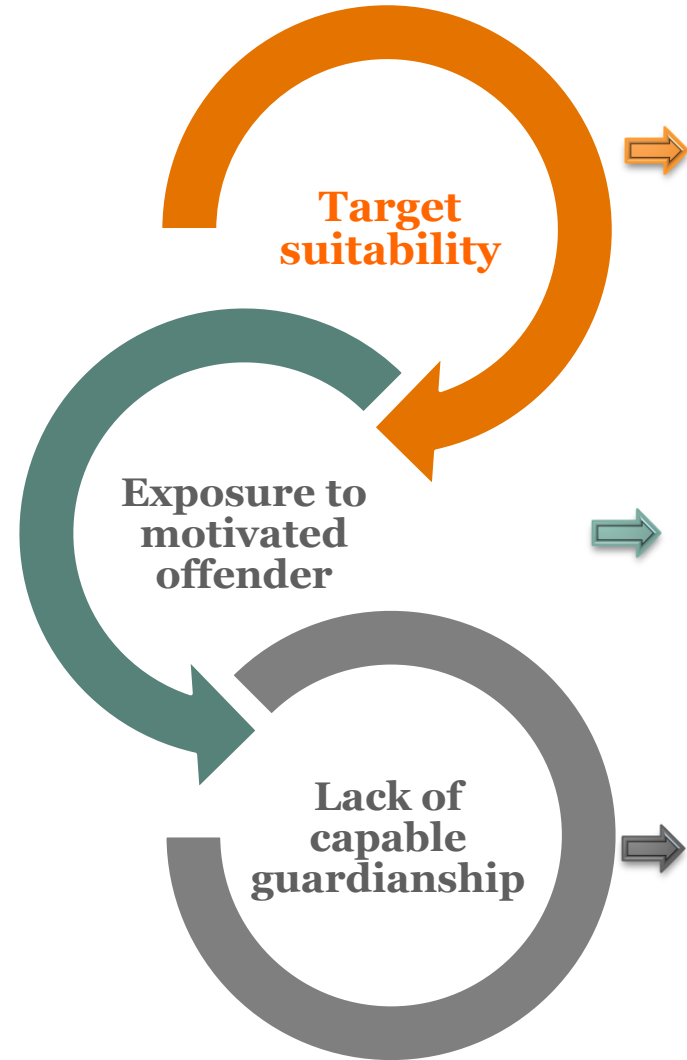 Target
suitability
Exposure to
motivated
offender
Lack of
capable
guardianship